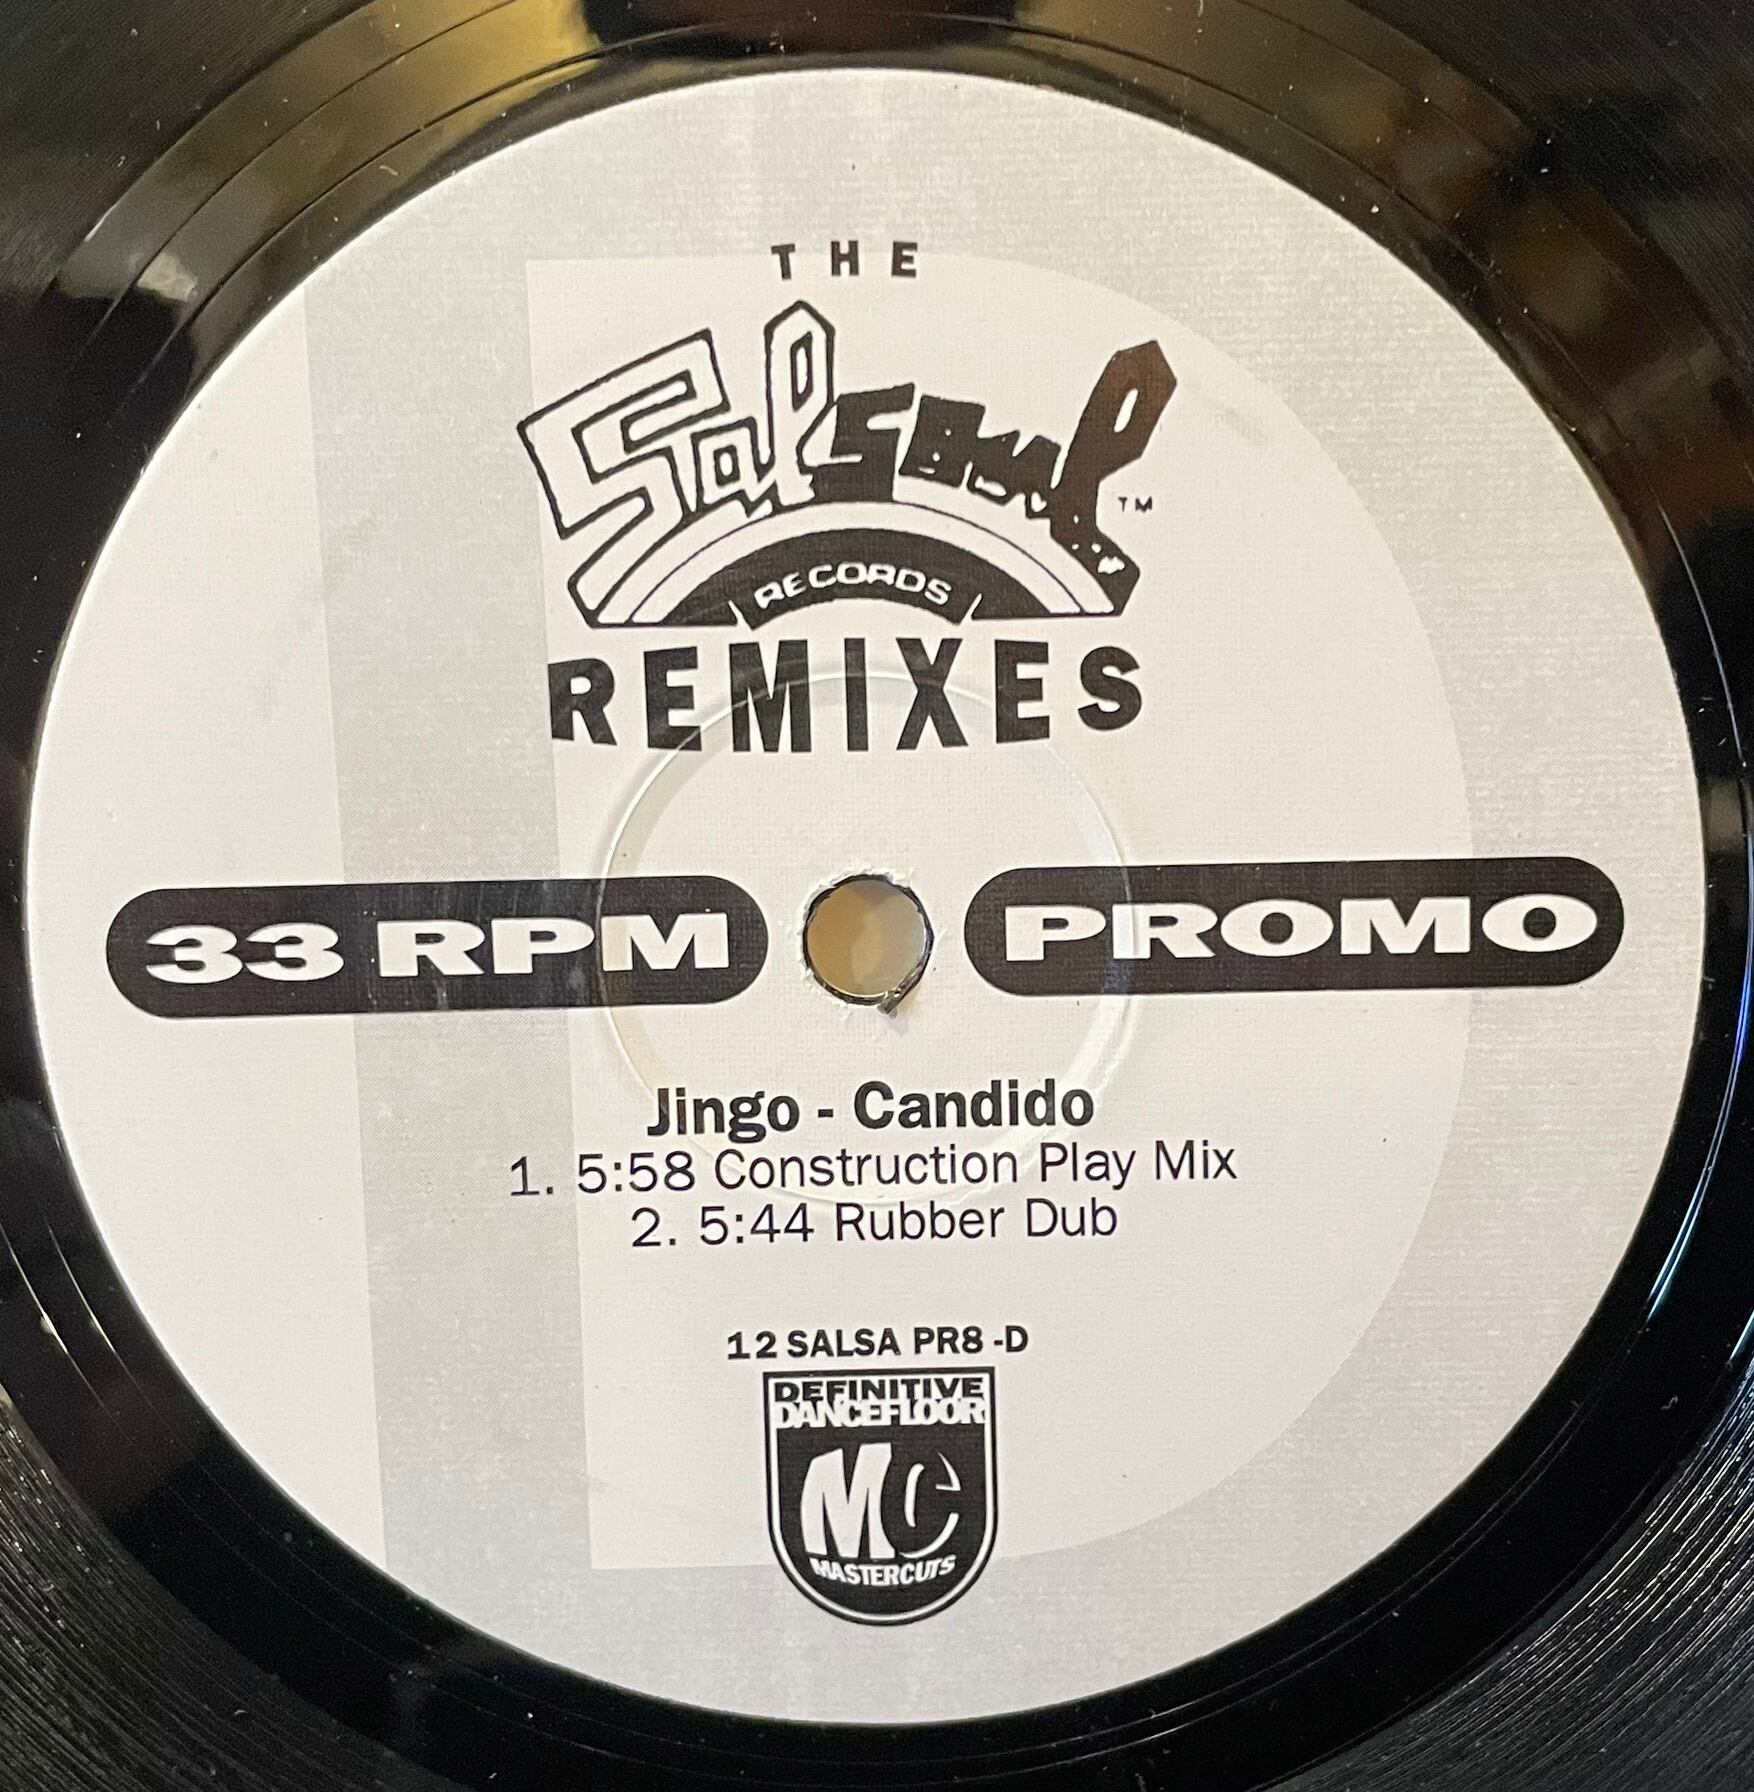 THE
Salsoul TM
RECORDS
REMIXES
33 RPM PROMO
Jingo - Candido
1. 5:58 Construction Play Mix
2. 5:44 Rubber Dub
12 SALSA PR8 -D
DEFINITIVE
DANCEFLOOR
MC
MASTERCUTS